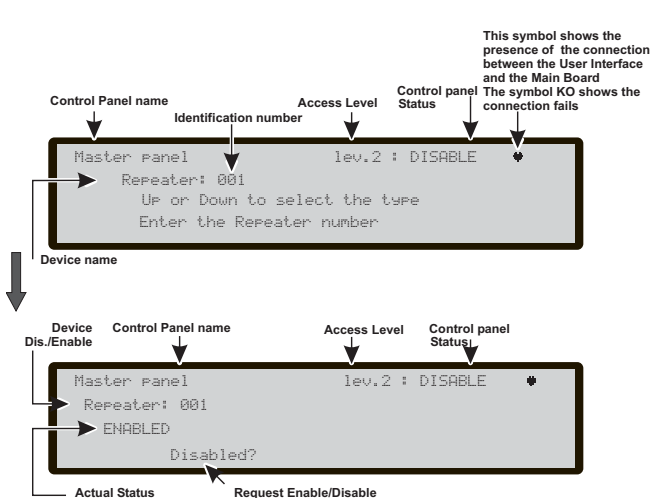 This symbol shows the
presence of the connection
between the User Interface
and the Main Board
The symbol KO shows the
connection fails
Control Panel name
Identification number
Access Level
Control panel
Status
Master panel lev.2 : DISABLE
Repeater: 001
Up or Down to select the type
Enter the Repeater number
Device name
Device
Dis./Enable
Control Panel name
Access Level
Control panel
Status
Master panel lev.2 : DISABLE
Repeater: 001
ENABLED
Disabled?
Actual Status
Request Enable/Disable